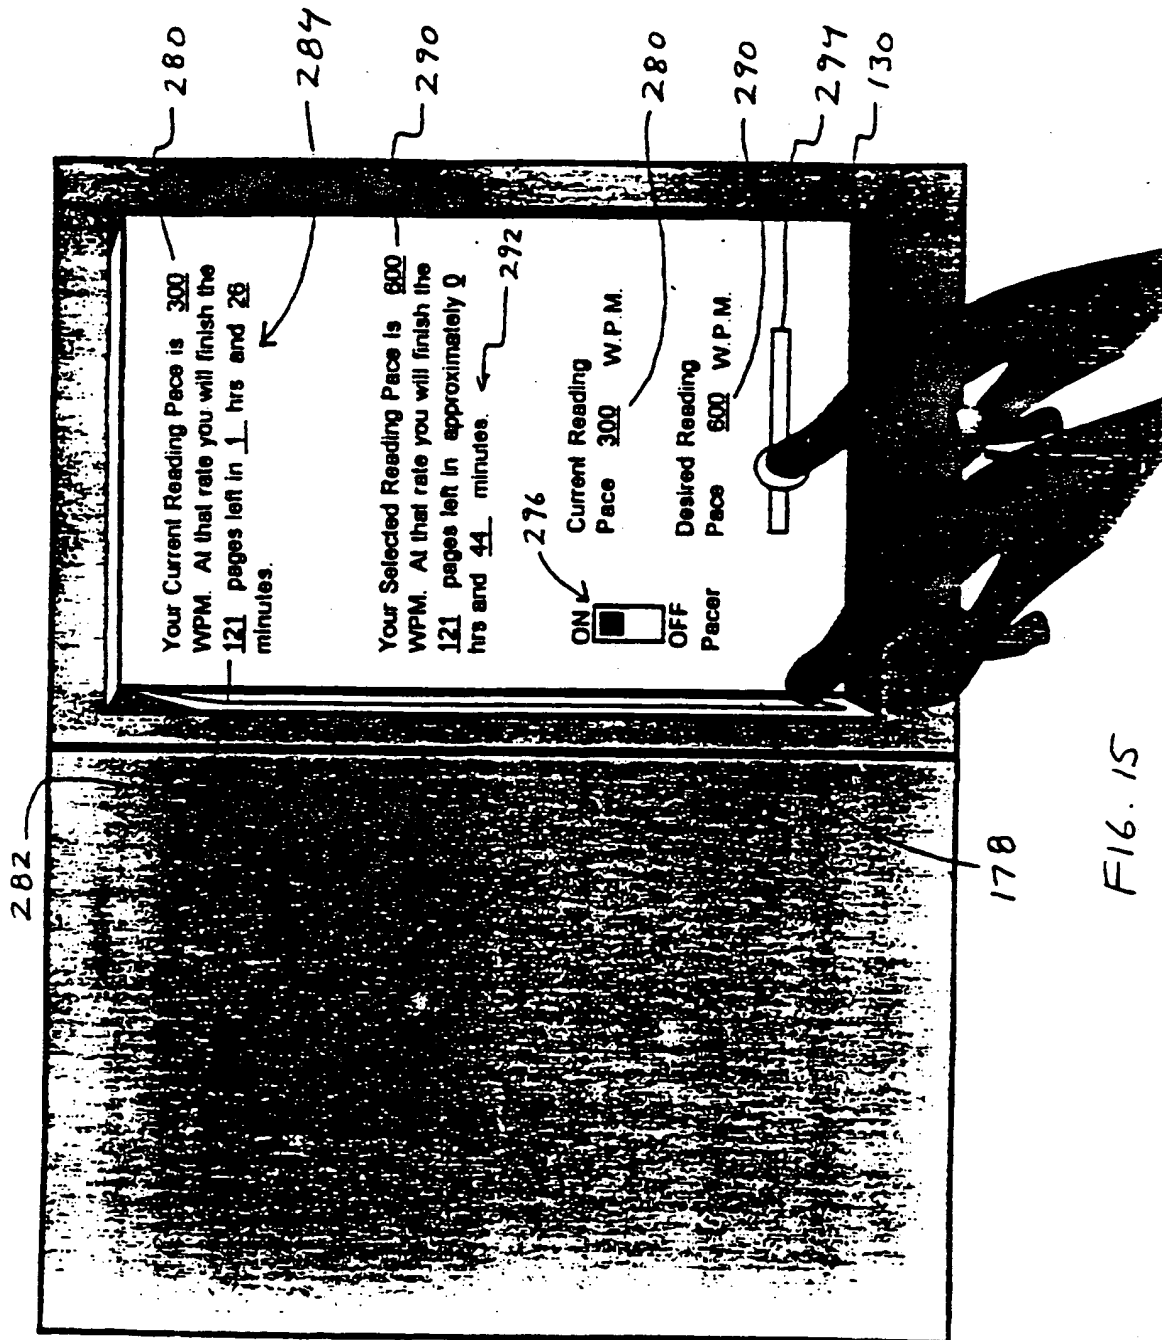 282
Your Current Reading Pace is 300
WPM. At that rate you will finish the
121 pages left in 1 hrs and 26
minutes.
280
284
Your Selected Reading Pace is 600
WPM. At that rate you will finish the
121 pages left in approximately 0
hrs and 44 minutes.
290
292
296
ON
OFF
Pacer
Current Reading
Pace 300 W.P.M.
280
Desired Reading
Pace 600 W.P.M.
290
294
130
178
FIG. 15